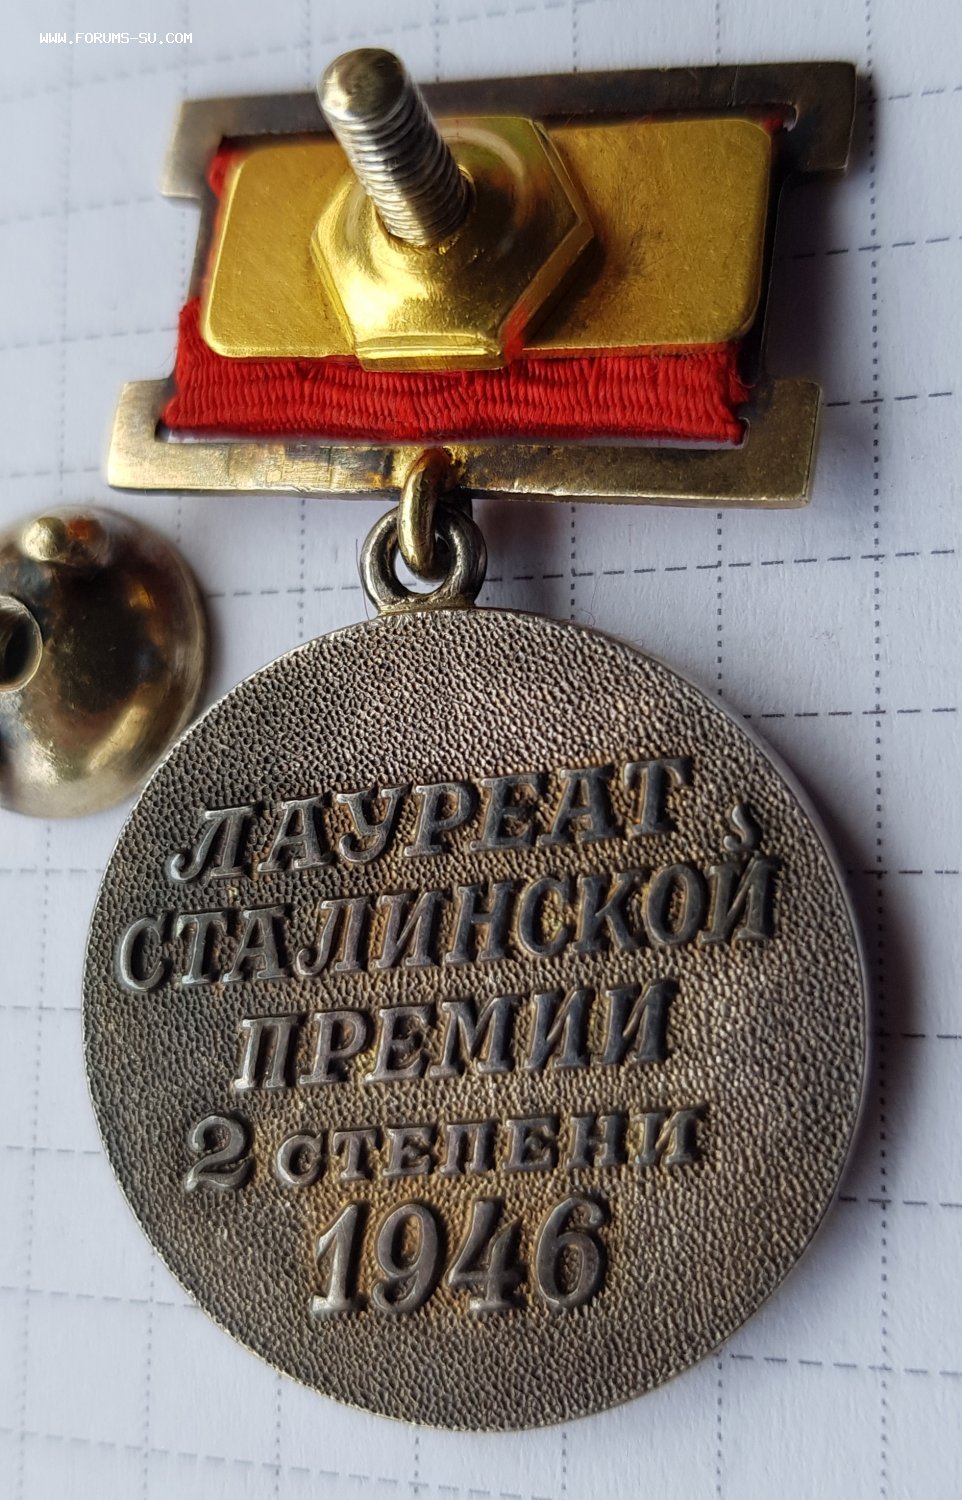 WWW.FORUMS-SU.COM
ЛАУРЕАТ
СТАЛИНСКОЙ
ПРЕМИИ
2 СТЕПЕНИ
1946